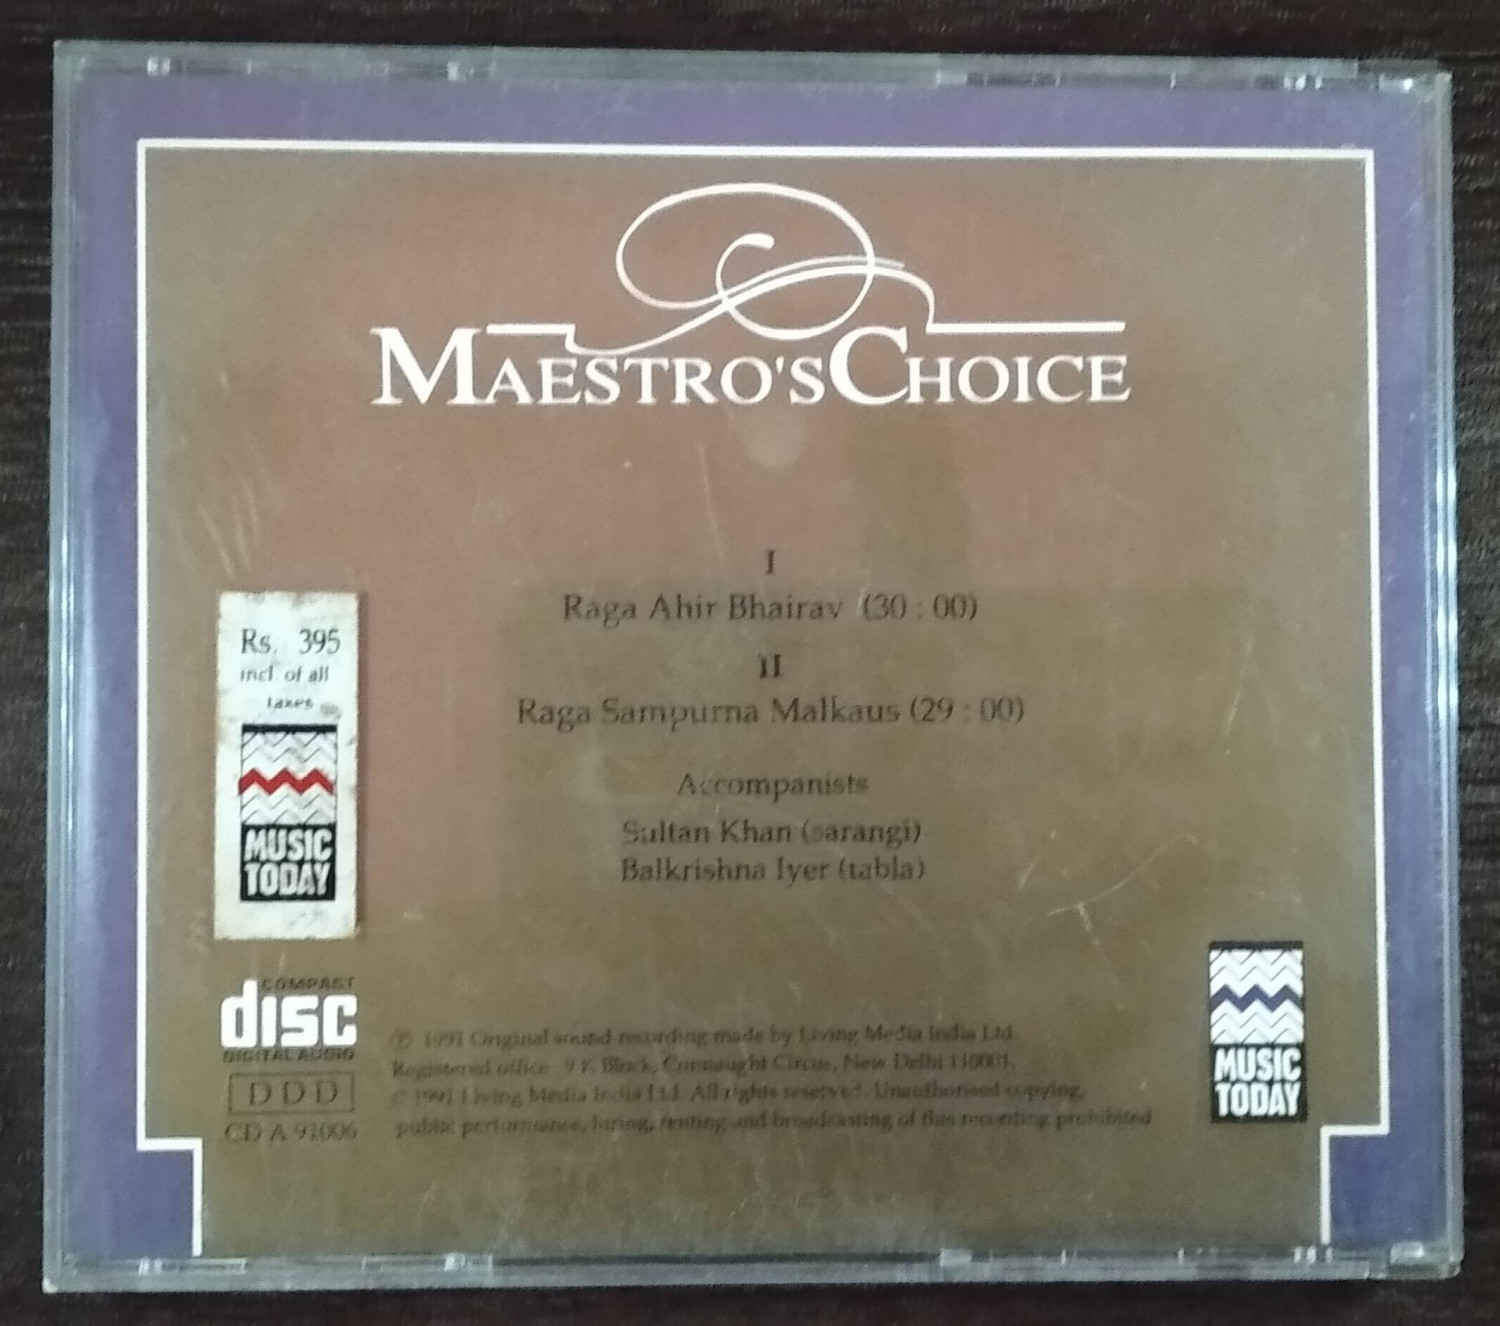 MAESTRO'S CHOICE
I
Raga Ahir Bhairav (30 : 00)
II
Raga Sampurna Malkaus (29 : 00)
Accompanists
Sultan Khan (sarangi)
Balkrishna Iyer (tabla)
Rs. 395
incl of all
taxes
MUSIC
TODAY
COMPACT
disc
DIGITAL AUDIO
D D D
CD A 91006
℗ 1991 Original sound recording made by Living Media India Ltd.
Registered office 9 K Block, Connaught Circus, New Delhi 110001.
© 1991 Living Media India Ltd. All rights reserved. Unauthorised copying,
public performance, hiring, renting and broadcasting of this recording prohibited
MUSIC
TODAY